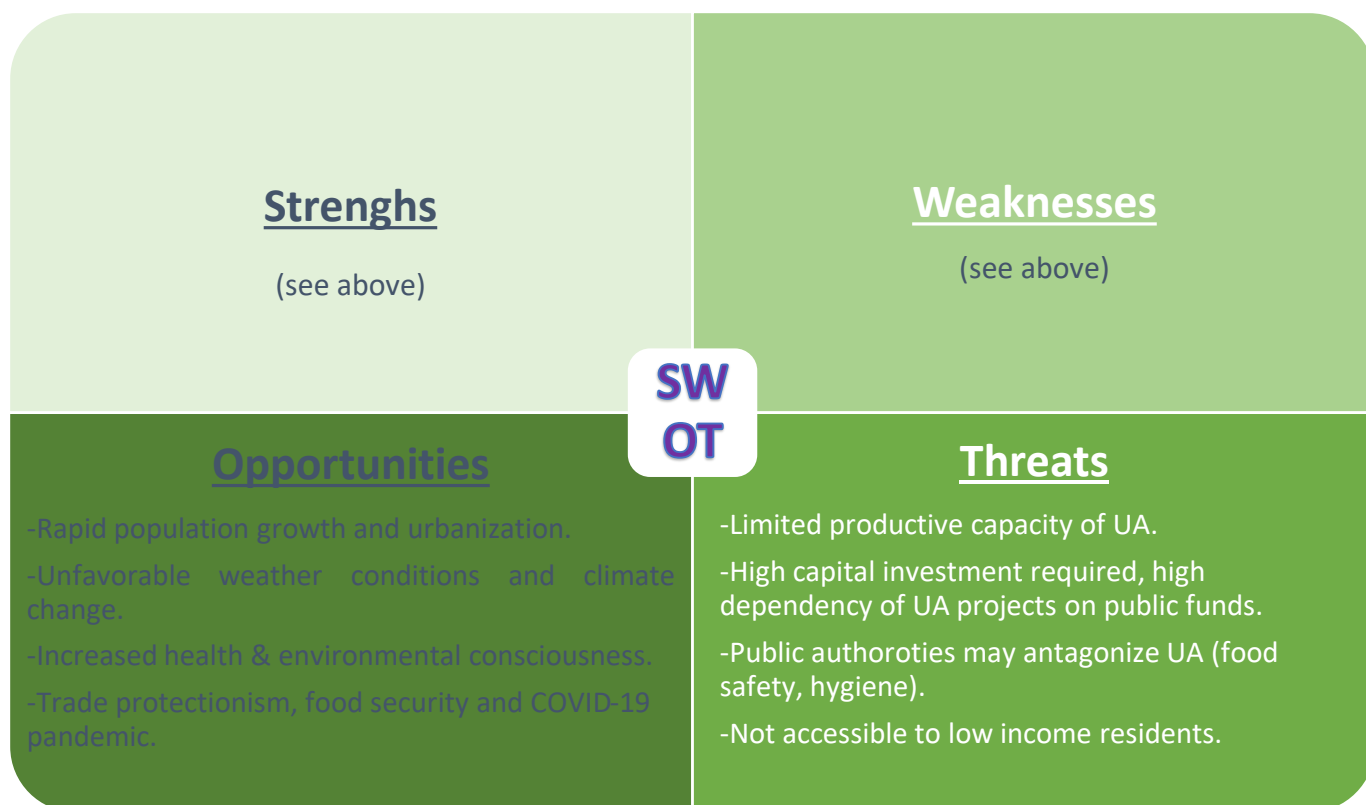 Strenghs
(see above)
Weaknesses
(see above)
SW
OT
Opportunities
-Rapid population growth and urbanization.
-Unfavorable weather conditions and climate
change.
-Increased health & environmental consciousness.
-Trade protectionism, food security and COVID-19
pandemic.
Threats
-Limited productive capacity of UA.
-High capital investment required, high
dependency of UA projects on public funds.
-Public authoroties may antagonize UA (food
safety, hygiene).
-Not accessible to low income residents.